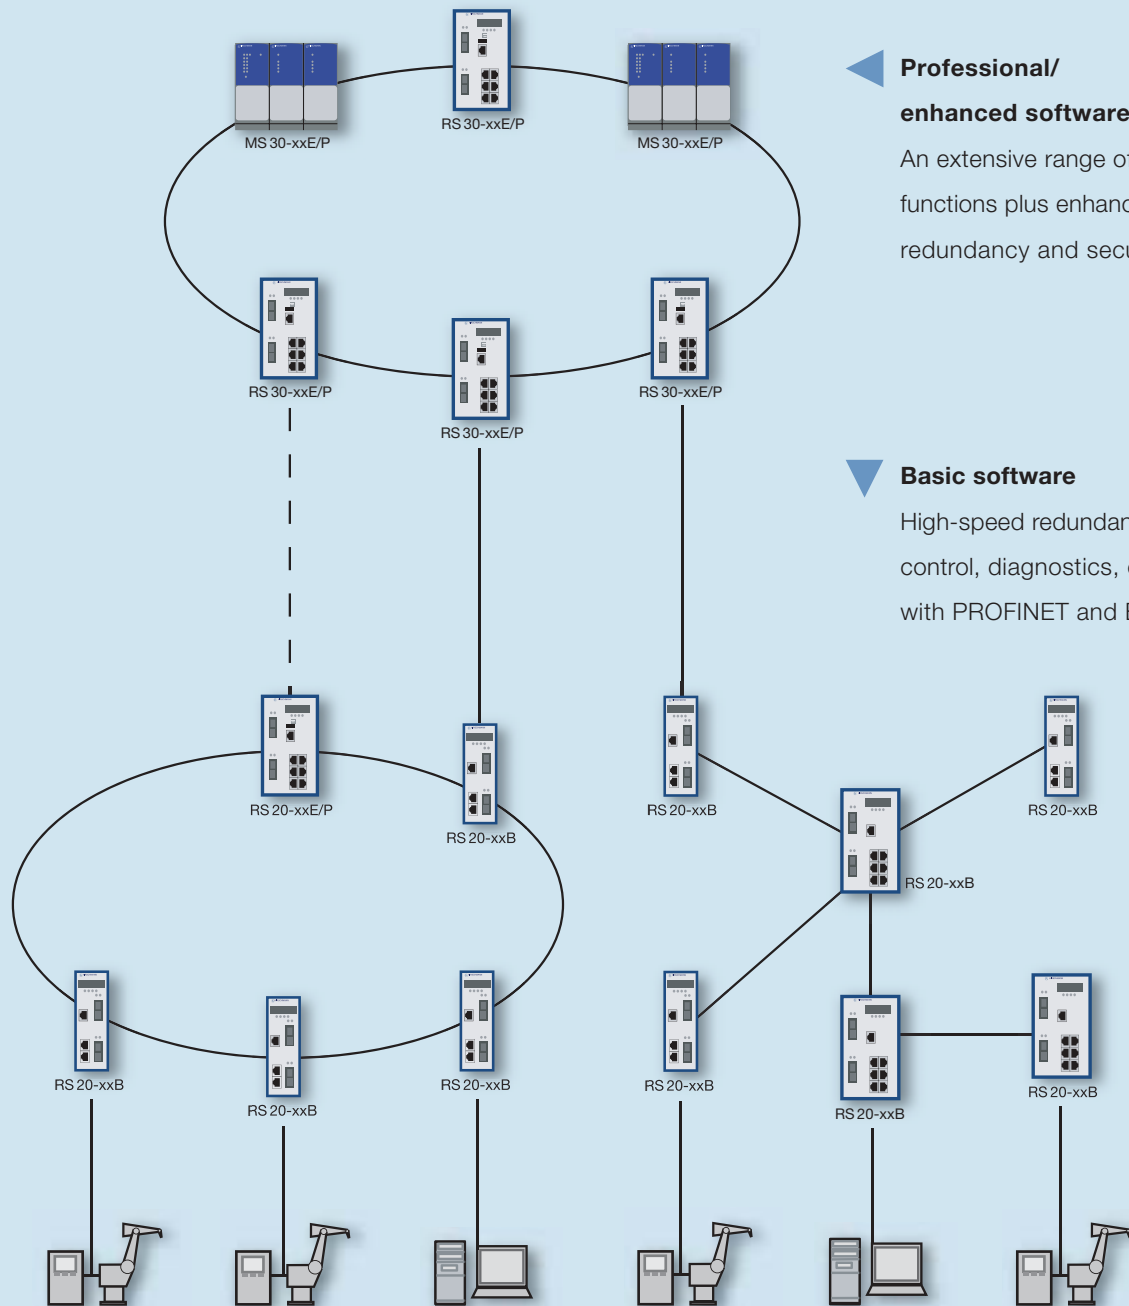 RS 30-xxE/P
MS 30-xxE/P
MS 30-xxE/P
Professional/
enhanced software
An extensive range of
functions plus enhanc
redundancy and secu
RS 30-xxE/P
RS 30-xxE/P
RS 30-xxE/P
Basic software
High-speed redundan
control, diagnostics,
with PROFINET and E
RS 20-xxE/P
RS 20-xxB
RS 20-xxB
RS 20-xxB
RS 20-xxB
RS 20-xxB
RS 20-xxB
RS 20-xxB
RS 20-xxB
RS 20-xxB
RS 20-xxB